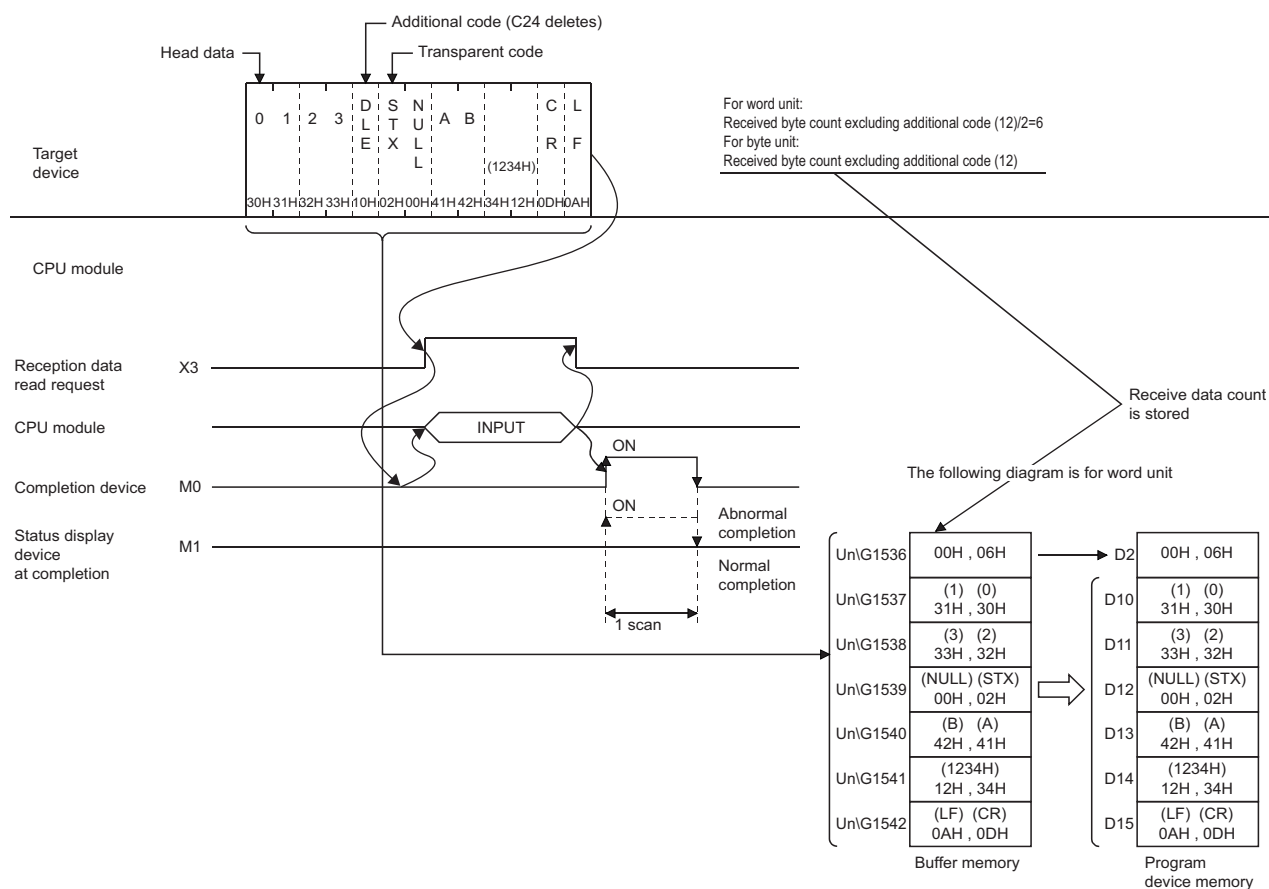 Additional code (C24 deletes)
Head data
Transparent code
0 1 2 3 DLE STX NULL A B (1234H) CR LF
30H 31H 32H 33H 10H 02H 00H 41H 42H 34H 12H 0DH 0AH
For word unit:
Received byte count excluding additional code (12)/2=6
For byte unit:
Received byte count excluding additional code (12)
Target
device
CPU module
Reception data
read request
X3
CPU module
INPUT
Completion device
M0
ON
Status display
device
at completion
M1
ON
Abnormal
completion
Normal
completion
1 scan
Receive data count
is stored
The following diagram is for word unit
Un\G1536
00H , 06H
D2
00H , 06H
Un\G1537
(1) (0)
31H , 30H
D10
(1) (0)
31H , 30H
Un\G1538
(3) (2)
33H , 32H
D11
(3) (2)
33H , 32H
Un\G1539
(NULL) (STX)
00H , 02H
D12
(NULL) (STX)
00H , 02H
Un\G1540
(B) (A)
42H , 41H
D13
(B) (A)
42H , 41H
Un\G1541
(1234H)
12H , 34H
D14
(1234H)
12H , 34H
Un\G1542
(LF) (CR)
0AH , 0DH
D15
(LF) (CR)
0AH , 0DH
Buffer memory
Program
device memory